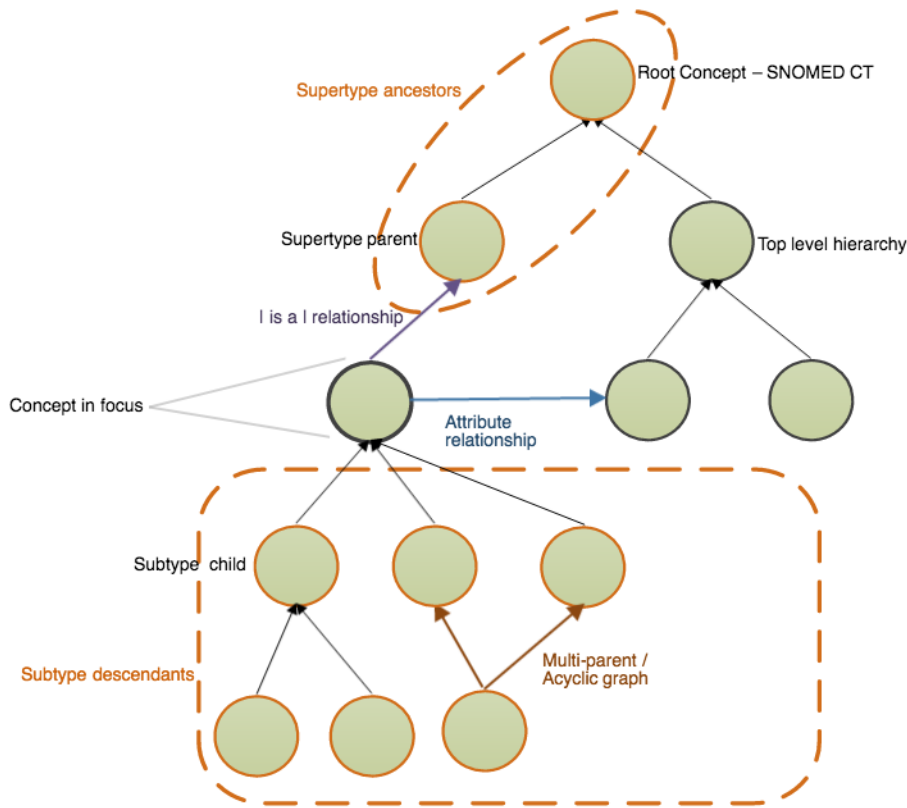 Root Concept – SNOMED CT
Supertype ancestors
Supertype parent
Top level hierarchy
I is a I relationship
Concept in focus
Attribute
relationship
Subtype child
Multi-parent /
Acyclic graph
Subtype descendants